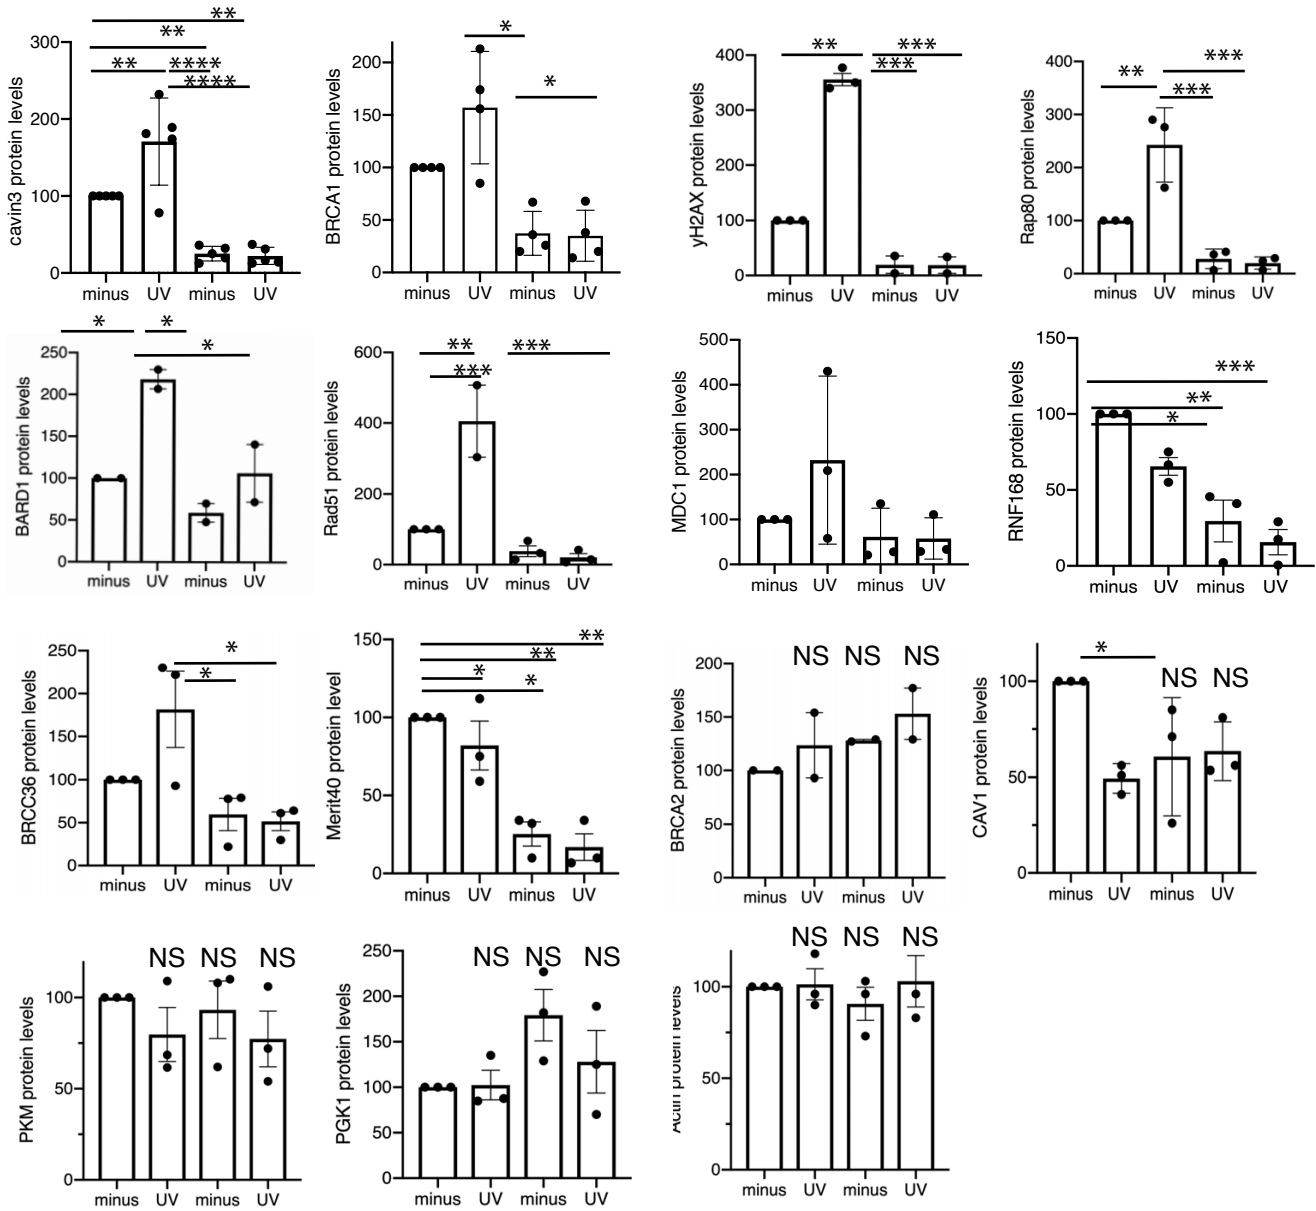 ** ** ** **** ****
cavin3 protein levels
300
200
100
0
minus UV minus UV
* *
BRCA1 protein levels
200
150
100
50
0
minus UV minus UV
** *** ***
yH2AX protein levels
400
300
200
100
0
minus UV minus UV
** *** ***
Rap80 protein levels
400
300
200
100
0
minus UV minus UV
* * *
BARD1 protein levels
250
200
150
100
50
0
minus UV minus UV
** *** ***
Rad51 protein levels
600
400
200
0
minus UV minus UV
MDC1 protein levels
500
400
300
200
100
0
minus UV minus UV
*** ** *
RNF168 protein levels
150
100
50
0
minus UV minus UV
* *
BRCC36 protein levels
250
200
150
100
50
0
minus UV minus UV
** ** * *
Merit40 protein level
150
100
50
0
minus UV minus UV
NS NS NS
BRCA2 protein levels
200
150
100
50
0
minus UV minus UV
* NS NS
CAV1 protein levels
100
50
0
minus UV minus UV
NS NS NS
PKM protein levels
100
50
0
minus UV minus UV
NS NS NS
PGK1 protein levels
250
200
150
100
50
0
minus UV minus UV
NS NS NS
Actin protein levels
100
50
0
minus UV minus UV